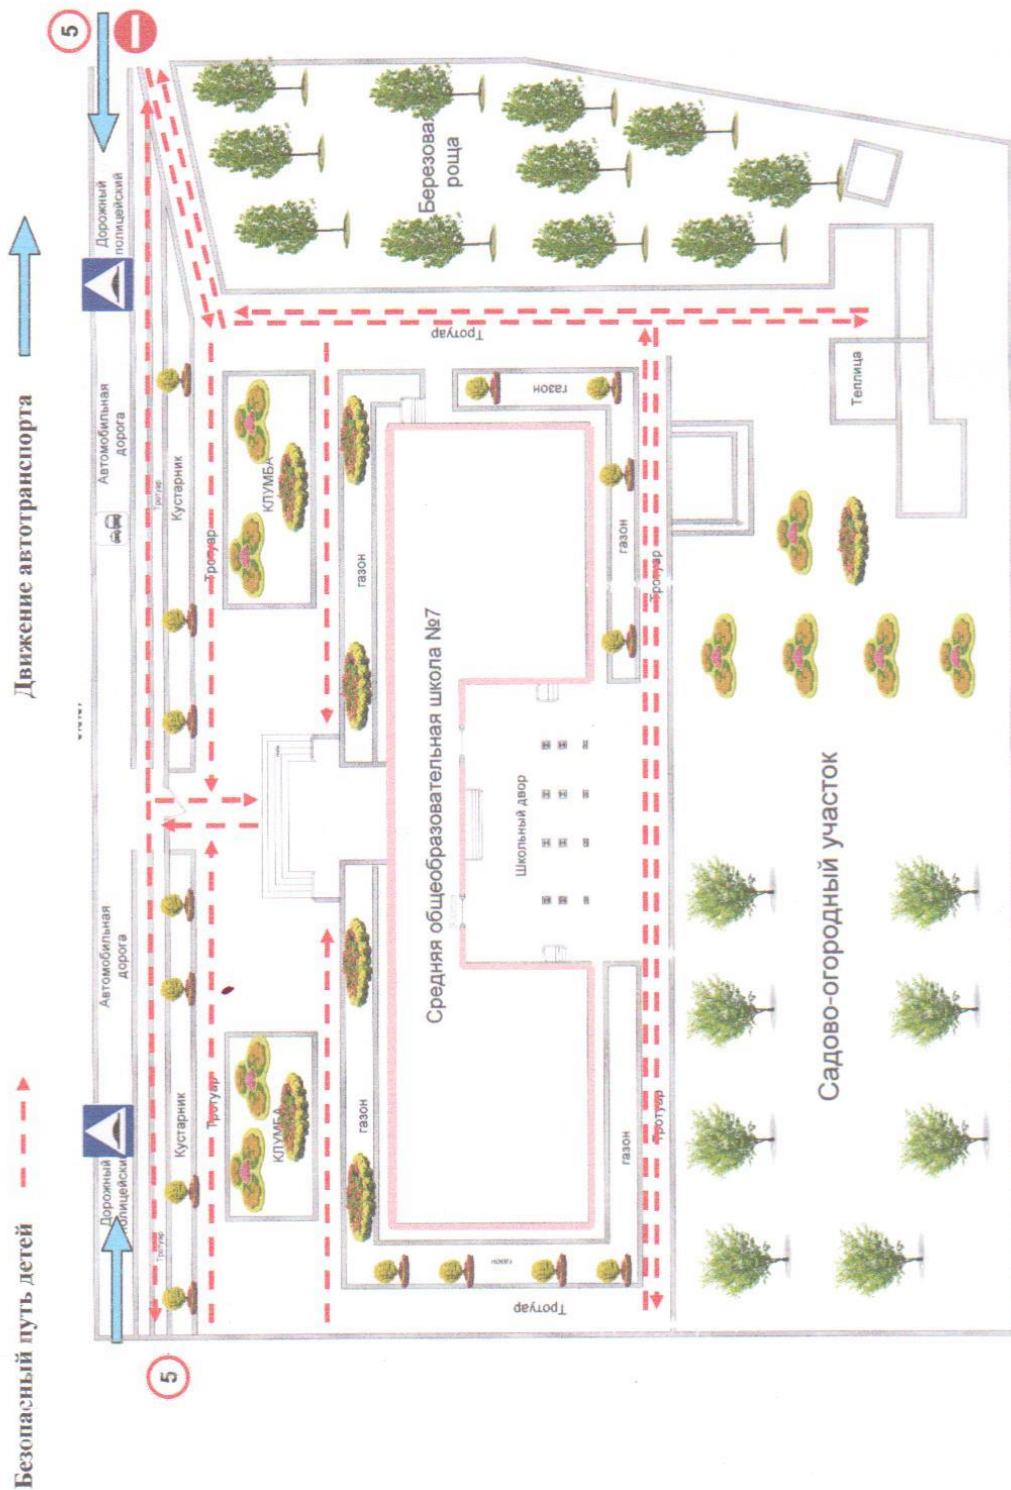 Безопасный путь детей
Движение автотранспорта
5
5
Дорожный
полицейский
Автомобильная
дорога
Автомобильная
дорога
Дорожный
полицейский
Тротуар
Тротуар
Кустарник
Кустарник
Тротуар
Тротуар
КЛУМБА
КЛУМБА
газон
газон
Средняя общеобразовательная школа №7
Школьный двор
газон
газон
газон
газон
Тротуар
Тротуар
Тротуар
Тротуар
Березовая
роща
Теплица
Садово-огородный участок